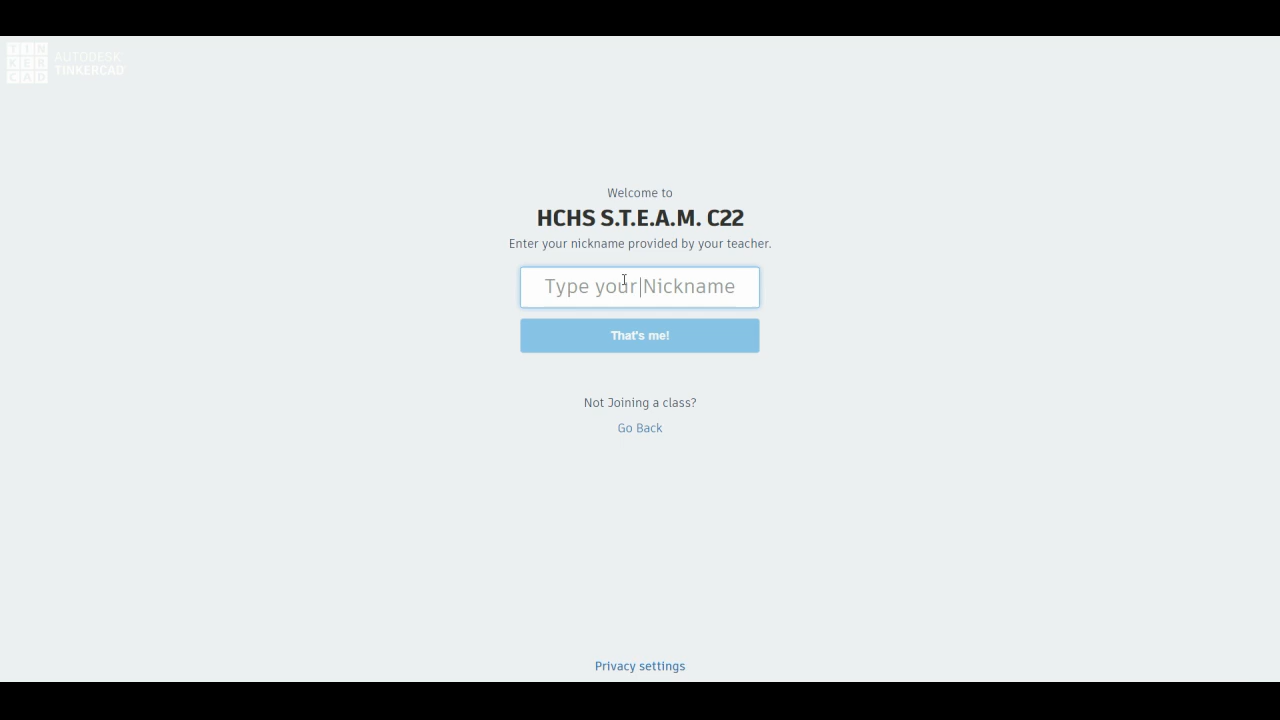 TIN
KER
CAD
AUTODESK
TINKERCAD
Welcome to
HCHS S.T.E.A.M. C22
Enter your nickname provided by your teacher.
Type your Nickname
That's me!
Not Joining a class?
Go Back
Privacy settings